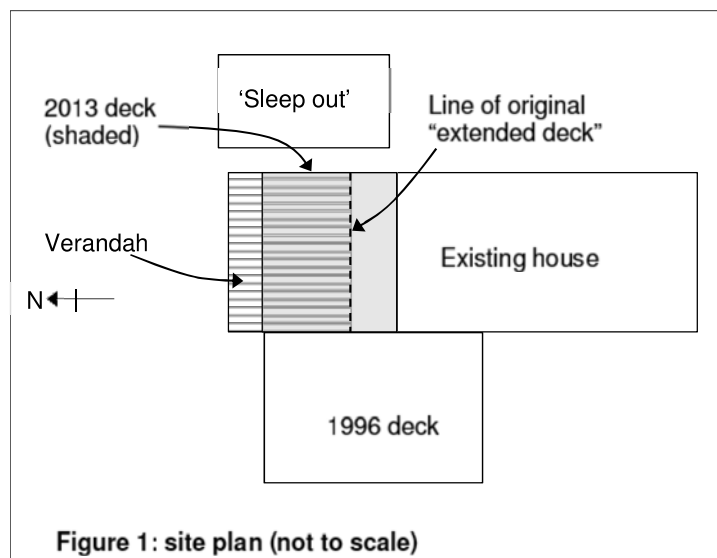 ‘Sleep out’
2013 deck
(shaded)
Line of original
“extended deck”
Verandah
Existing house
N
1996 deck
Figure 1: site plan (not to scale)